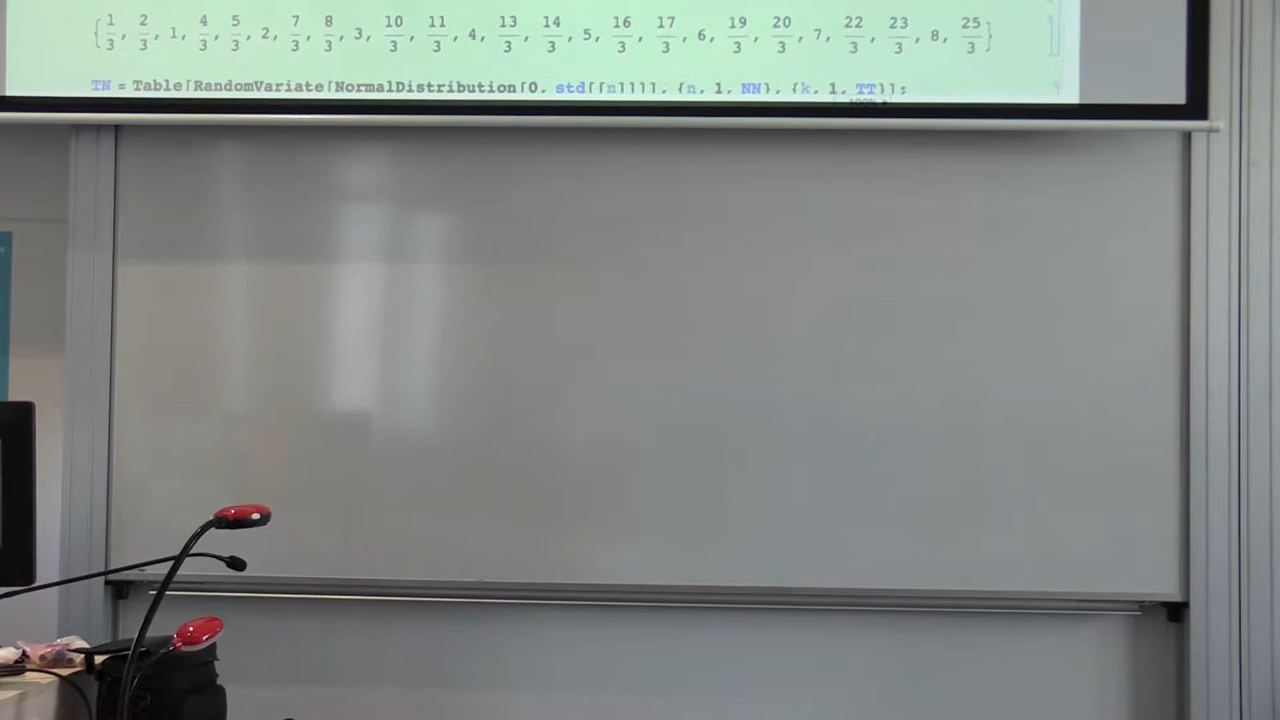 {1/3, 2/3, 1, 4/3, 5/3, 2, 7/3, 8/3, 3, 10/3, 11/3, 4, 13/3, 14/3, 5, 16/3, 17/3, 6, 19/3, 20/3, 7, 22/3, 23/3, 8, 25/3}
TN = Table[RandomVariate[NormalDistribution[0, std[[n]]]], {n, 1, NN}, {k, 1, TT}];
100%